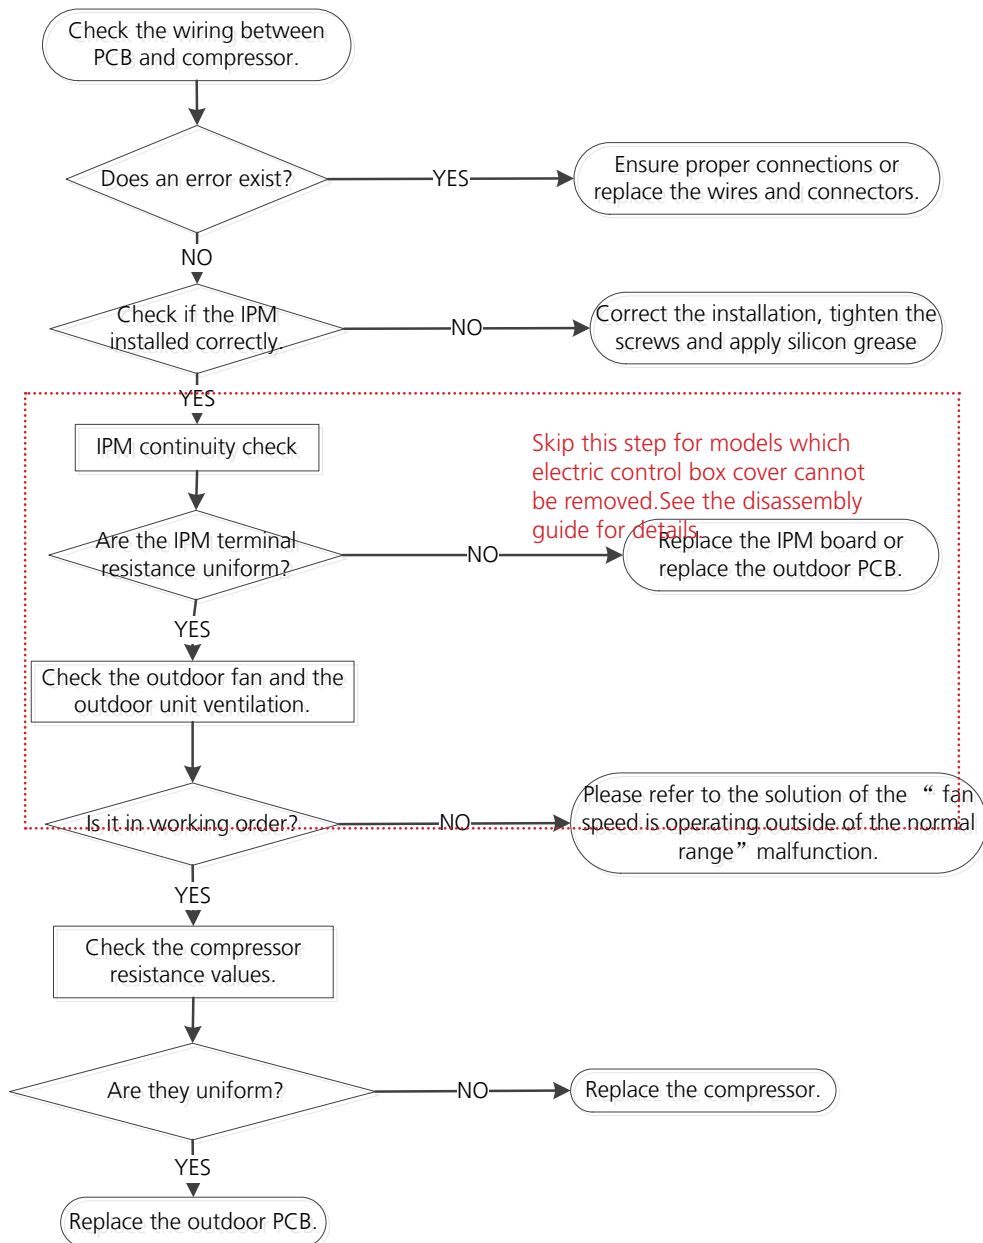 Check the wiring between
PCB and compressor.
Does an error exist?
YES
Ensure proper connections or
replace the wires and connectors.
NO
Check if the IPM
installed correctly.
NO
Correct the installation, tighten the
screws and apply silicon grease
YES
IPM continuity check
Skip this step for models which
electric control box cover cannot
be removed.See the disassembly
guide for details.
Are the IPM terminal
resistance uniform?
NO
Replace the IPM board or
replace the outdoor PCB.
YES
Check the outdoor fan and the
outdoor unit ventilation.
Is it in working order?
NO
Please refer to the solution of the “ fan
speed is operating outside of the normal
range” malfunction.
YES
Check the compressor
resistance values.
Are they uniform?
NO
Replace the compressor.
YES
Replace the outdoor PCB.